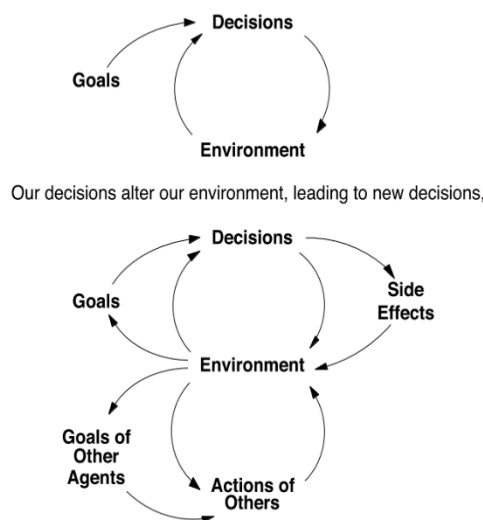 Decisions
Goals
Environment
Our decisions alter our environment, leading to new decisions,
Decisions
Goals
Side
Effects
Environment
Goals of
Other
Agents
Actions of
Others